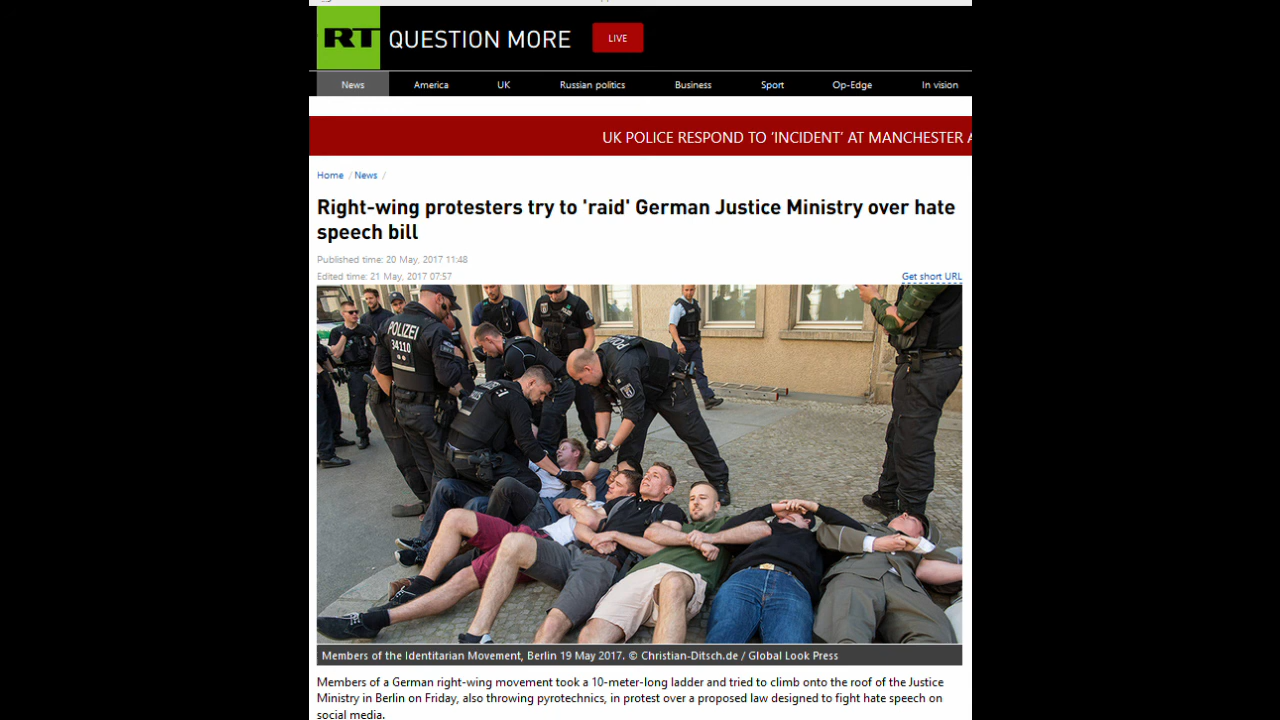 RT QUESTION MORE LIVE
News America UK Russian politics Business Sport Op-Edge In vision
UK POLICE RESPOND TO ‘INCIDENT’ AT MANCHESTER
Home / News /
Right-wing protesters try to 'raid' German Justice Ministry over hate
speech bill
Published time: 20 May, 2017 11:48
Edited time: 21 May, 2017 07:57
Get short URL
POLIZEI
34110
Members of the Identitarian Movement, Berlin 19 May 2017. © Christian-Ditsch.de / Global Look Press
Members of a German right-wing movement took a 10-meter-long ladder and tried to climb onto the roof of the Justice
Ministry in Berlin on Friday, also throwing pyrotechnics, in protest over a proposed law designed to fight hate speech on
social media.